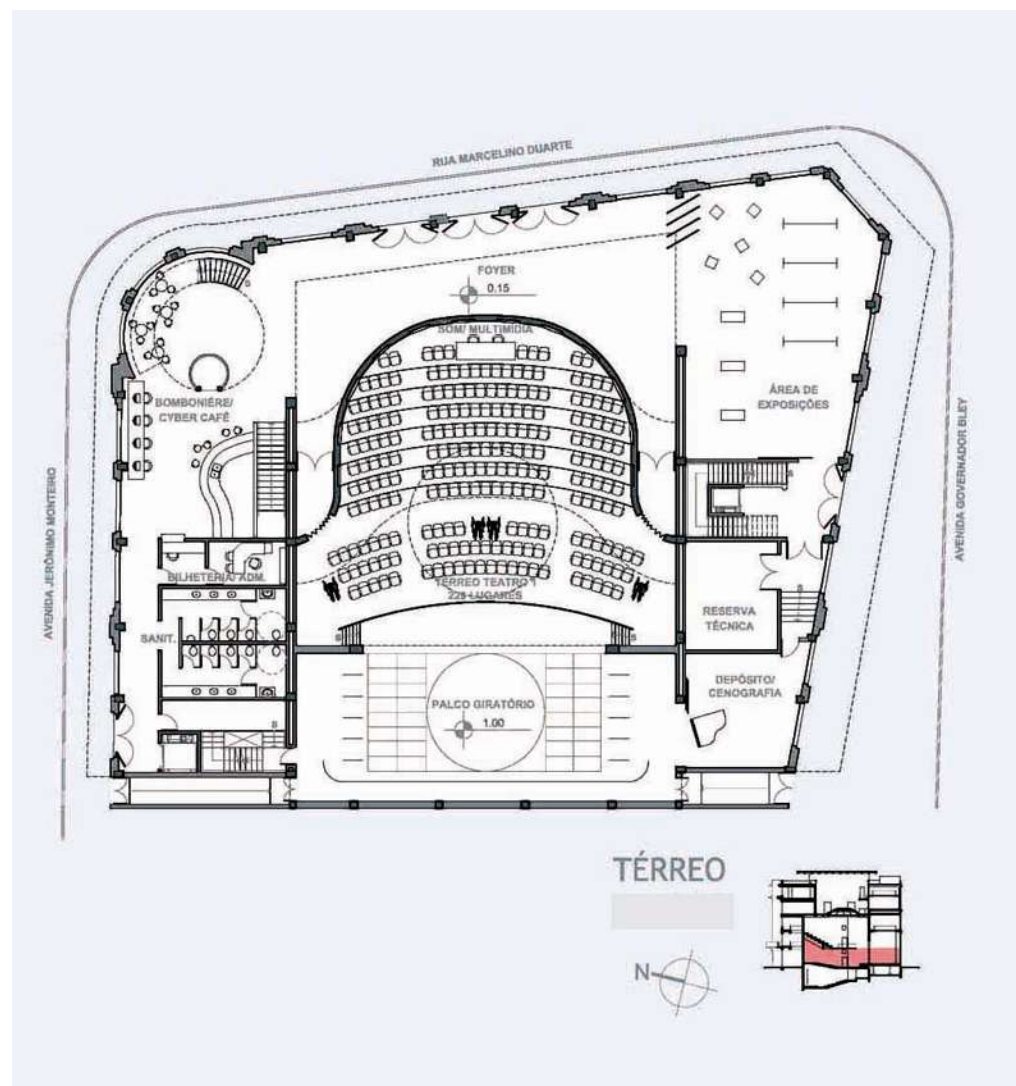 RUA MARCELINO DUARTE
FOYER
0.15
SOM/ MULTIMÍDIA
BOMBONIÉRE/
CYBER CAFÉ
ÁREA DE
EXPOSIÇÕES
AVENIDA JERÔNIMO MONTEIRO
AVENIDA GOVERNADOR BLEY
BILHETERIA/ ADM.
TÉRREO TEATRO 1
225 LUGARES
RESERVA
TÉCNICA
SANIT.
S
S
DEPÓSITO/
CENOGRAFIA
PALCO GIRATÓRIO
1.00
TÉRREO
N